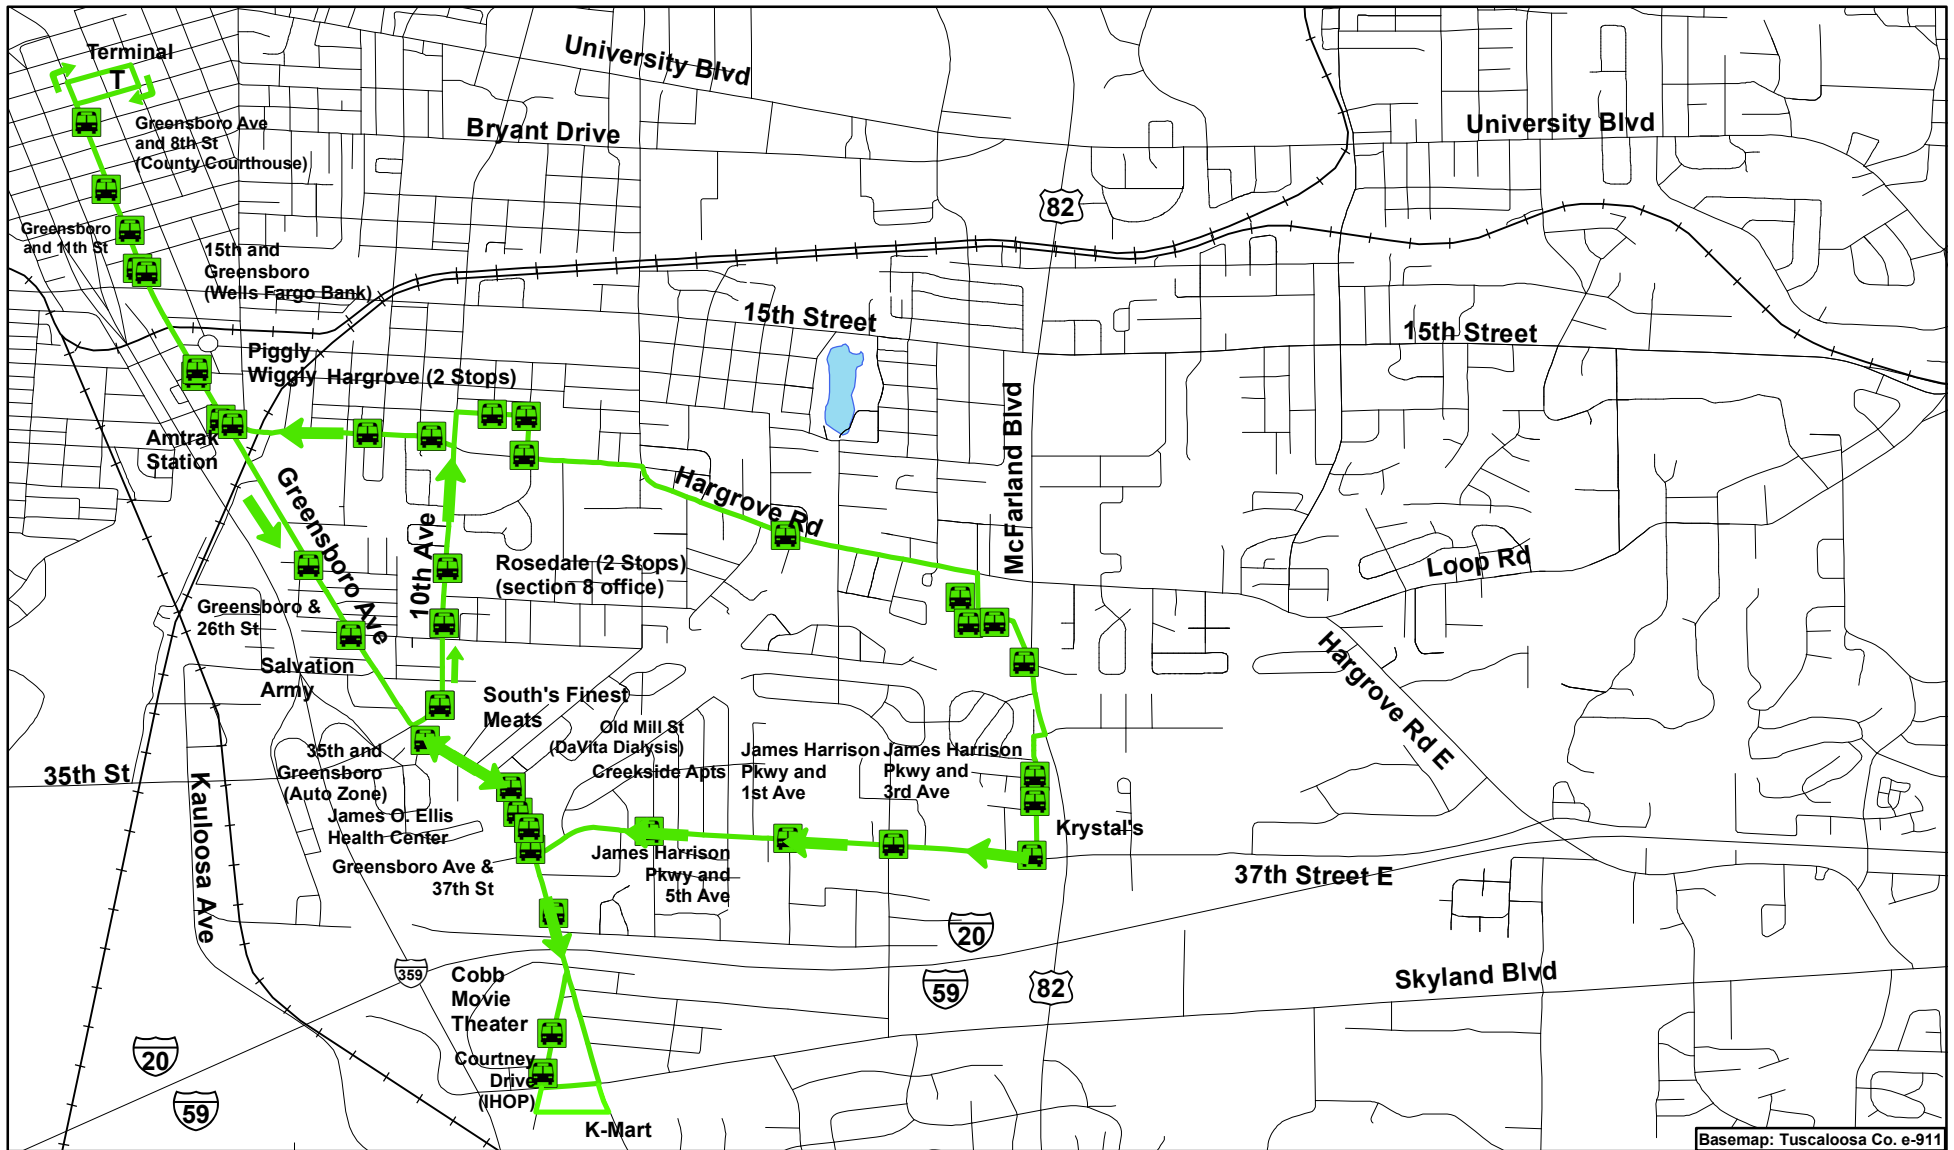 Terminal
T
University Blvd
Bryant Drive
University Blvd
Greensboro Ave
and 8th St
(County Courthouse)
82
Greensboro
and 11th St
15th and
Greensboro
(Wells Fargo Bank)
15th Street
15th Street
Piggly
Wiggly
Hargrove (2 Stops)
Amtrak
Station
Greensboro Ave
10th Ave
Hargrove Rd
McFarland Blvd
Loop Rd
Rosedale (2 Stops)
(section 8 office)
Greensboro &
26th St
Salvation
Army
Hargrove Rd E
South's Finest
Meats
Old Mill St
(DaVita Dialysis)
Creekside Apts
James Harrison
Pkwy and
1st Ave
James Harrison
Pkwy and
3rd Ave
35th St
Kauloosa Ave
35th and
Greensboro
(Auto Zone)
James O. Ellis
Health Center
Krystal's
James Harrison
Pkwy and
5th Ave
Greensboro Ave &
37th St
37th Street E
20
359
59
82
Skyland Blvd
Cobb
Movie
Theater
20
59
Courtney
Drive
(IHOP)
K-Mart
Basemap: Tuscaloosa Co. e-911